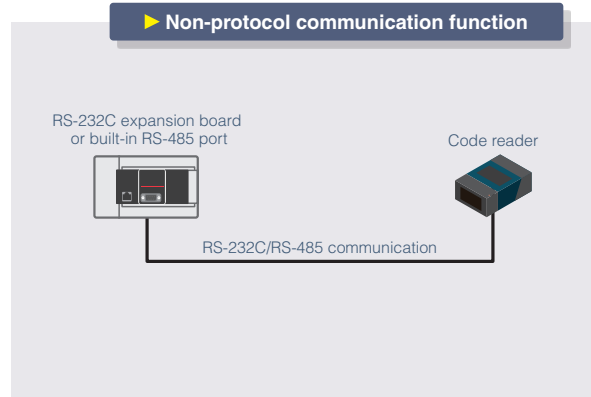 ► Non-protocol communication function
RS-232C expansion board
or built-in RS-485 port
Code reader
RS-232C/RS-485 communication